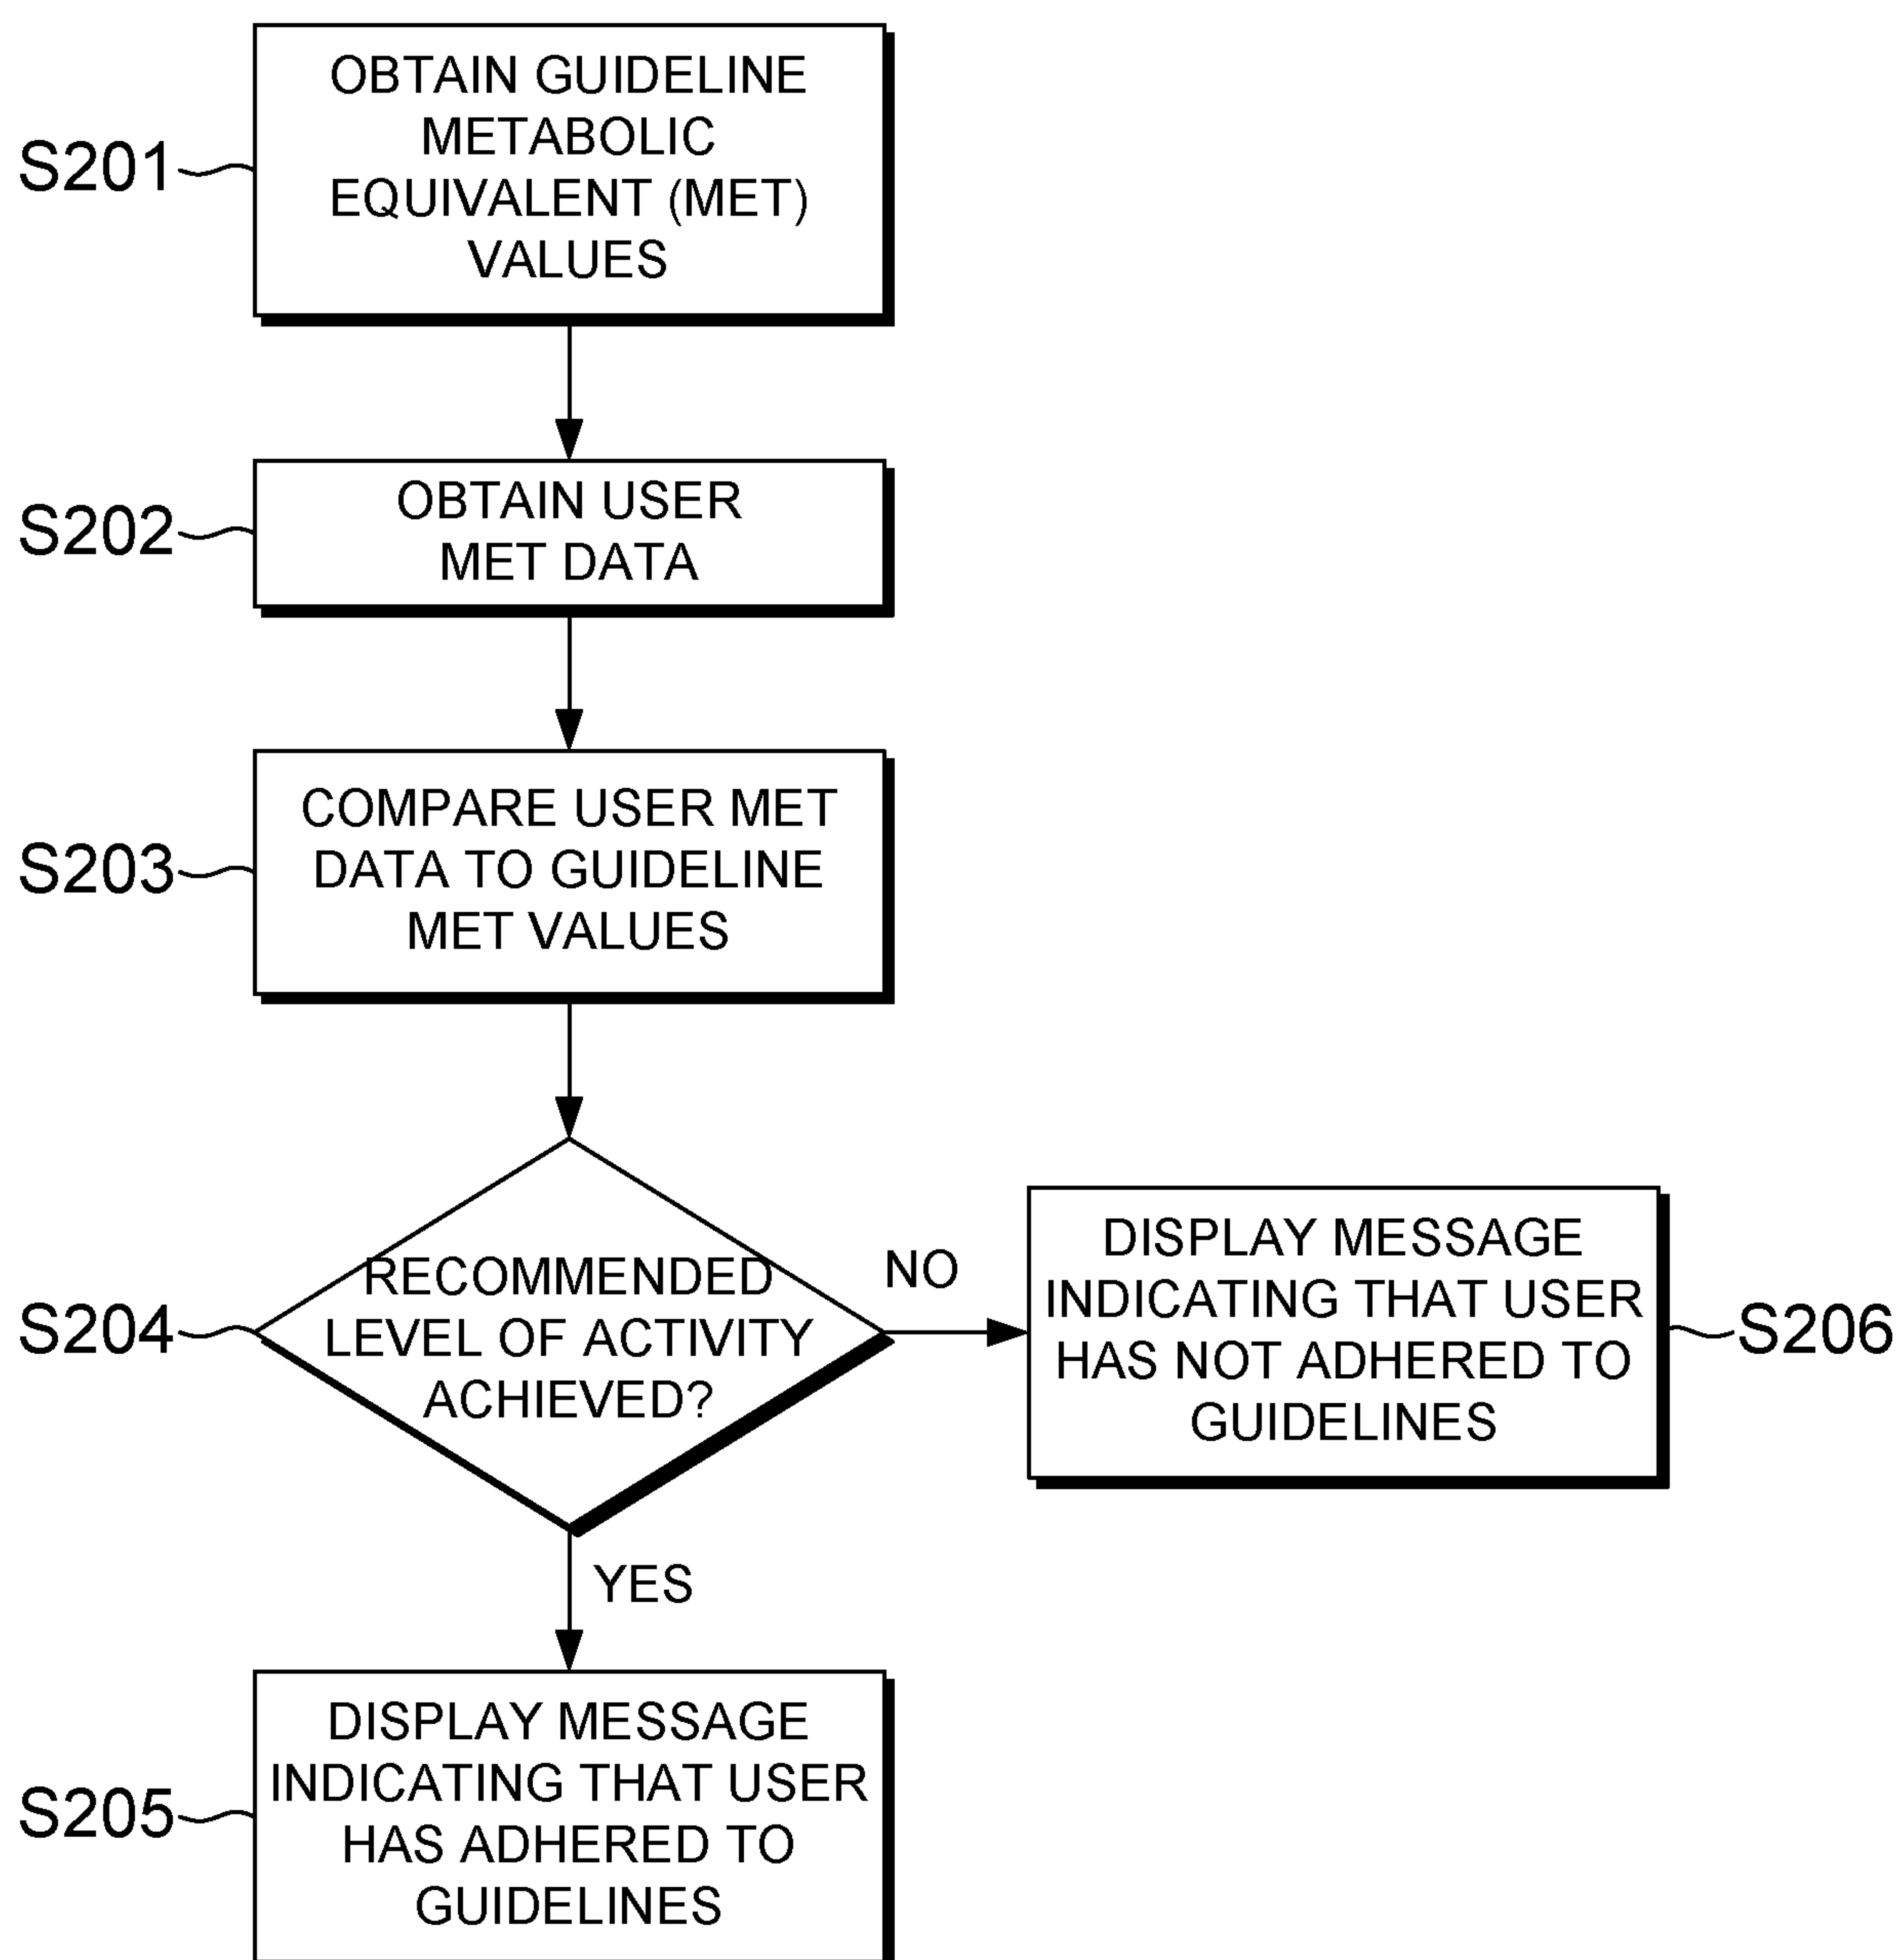 S201
OBTAIN GUIDELINE
METABOLIC
EQUIVALENT (MET)
VALUES
S202
OBTAIN USER
MET DATA
S203
COMPARE USER MET
DATA TO GUIDELINE
MET VALUES
S204
RECOMMENDED
LEVEL OF ACTIVITY
ACHIEVED?
NO
DISPLAY MESSAGE
INDICATING THAT USER
HAS NOT ADHERED TO
GUIDELINES
S206
YES
S205
DISPLAY MESSAGE
INDICATING THAT USER
HAS ADHERED TO
GUIDELINES